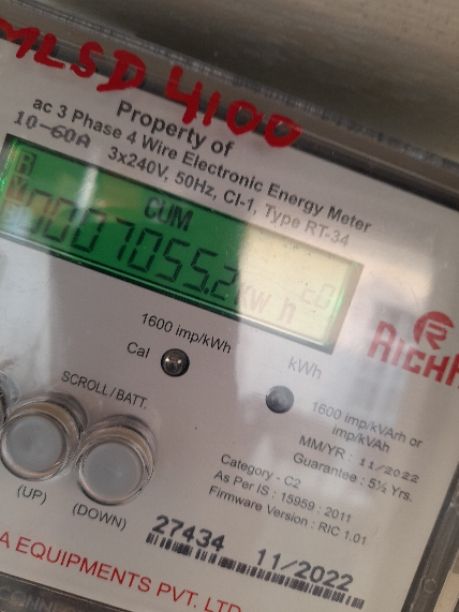 MLSD 4100
Property of
ac 3 Phase 4 Wire Electronic Energy Meter
10-60A 3x240V, 50Hz, Cl-1, Type RT-34
R
CUM
0007055.2 kWh
1600 imp/kWh
Cal
kWh
SCROLL/BATT.
1600 imp/kVArh or
imp/kVAh
MM/YR : 11/2022
Guarantee : 5½ Yrs.
Category - C2
As Per IS : 15959 : 2011
Firmware Version : RIC 1.01
(UP)
(DOWN)
27434 11/2022
A EQUIPMENTS PVT. LTD